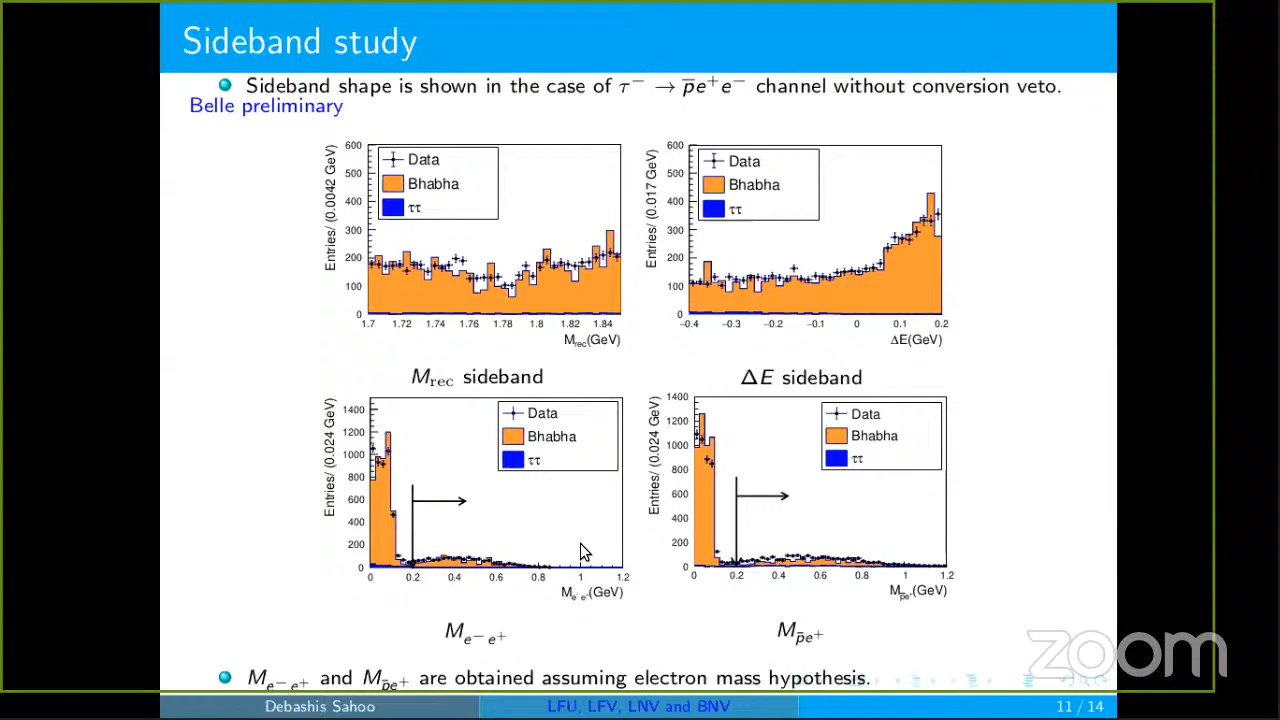 Sideband study
Sideband shape is shown in the case of τ⁻ → p̅e⁺e⁻ channel without conversion veto.
Belle preliminary
Entries/ (0.0042 GeV)
600
500
400
300
200
100
0
Data
Bhabha
ττ
1.7 1.72 1.74 1.76 1.78 1.8 1.82 1.84
M_rec(GeV)
M_rec sideband
Entries/ (0.017 GeV)
600
500
400
300
200
100
0
Data
Bhabha
ττ
−0.4 −0.3 −0.2 −0.1 0 0.1 0.2
ΔE(GeV)
ΔE sideband
Entries/ (0.024 GeV)
1400
1200
1000
800
600
400
200
0
Data
Bhabha
ττ
0 0.2 0.4 0.6 0.8 1 1.2
M_e⁻e⁺(GeV)
M_e⁻e⁺
Entries/ (0.024 GeV)
1400
1200
1000
800
600
400
200
0
Data
Bhabha
ττ
0 0.2 0.4 0.6 0.8 1 1.2
M_p̅e⁺(GeV)
M_p̅e⁺
M_e⁻e⁺ and M_p̅e⁺ are obtained assuming electron mass hypothesis.
zoom
Debashis Sahoo LFU, LFV, LNV and BNV 11 / 14